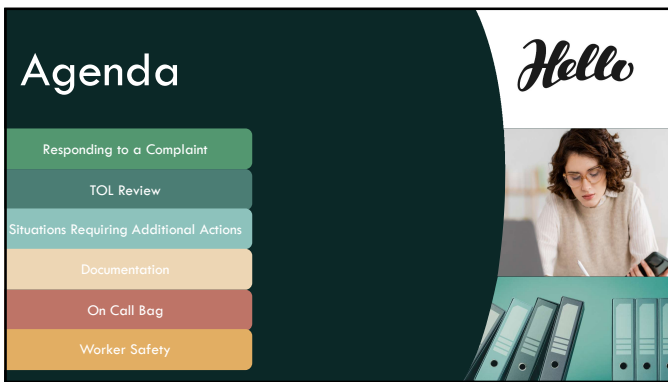 Agenda
Hello
Responding to a Complaint
TOL Review
Situations Requiring Additional Actions
Documentation
On Call Bag
Worker Safety